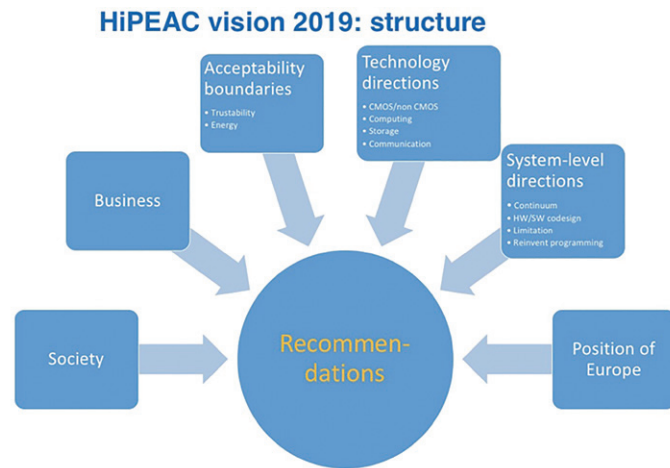 HiPEAC vision 2019: structure
Acceptability
boundaries
• Trustability
• Energy
Technology
directions
• CMOS/non CMOS
• Computing
• Storage
• Communication
System-level
directions
• Continuum
• HW/SW codesign
• Limitation
• Reinvent programming
Business
Society
Recommen-
dations
Position of
Europe